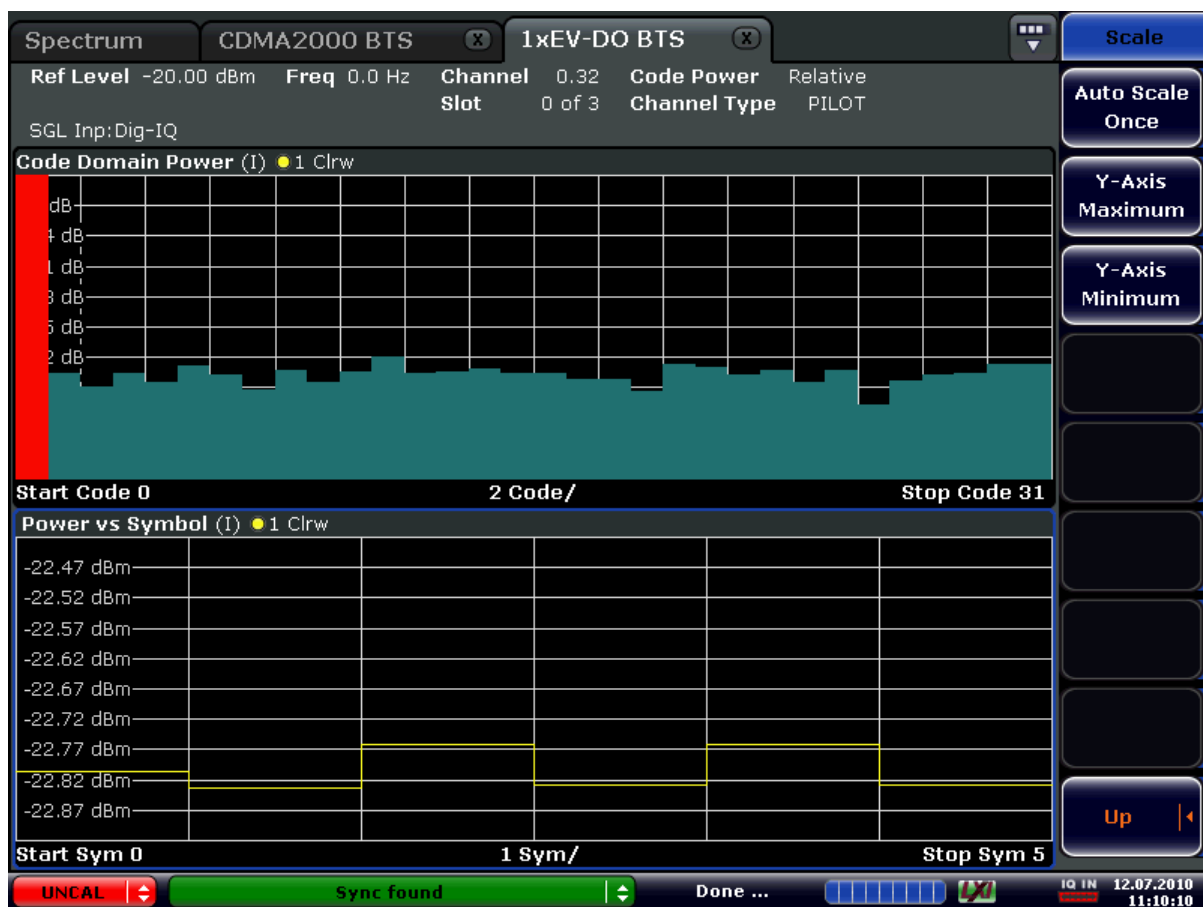 Spectrum CDMA2000 BTS X 1xEV-DO BTS X
Scale
Ref Level -20.00 dBm Freq 0.0 Hz Channel 0.32 Code Power Relative
Slot 0 of 3 Channel Type PILOT
SGL Inp:Dig-IQ
Auto Scale
Once
Code Domain Power (I) 1 Clrw
Y-Axis
Maximum
dB
dB
dB
dB
dB
2 dB
Y-Axis
Minimum
Start Code 0 2 Code/ Stop Code 31
Power vs Symbol (I) 1 Clrw
-22.47 dBm
-22.52 dBm
-22.57 dBm
-22.62 dBm
-22.67 dBm
-22.72 dBm
-22.77 dBm
-22.82 dBm
-22.87 dBm
Up
Start Sym 0 1 Sym/ Stop Sym 5
UNCAL Sync found Done ... LXI IQ IN 12.07.2010
11:10:10